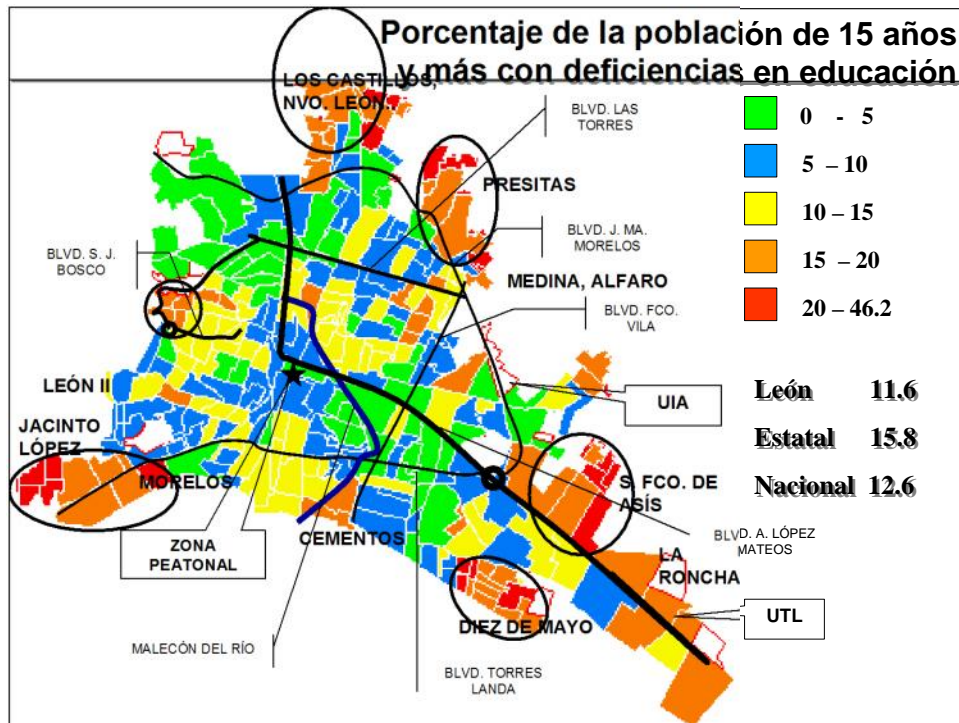 Porcentaje de la población de 15 años
y más con deficiencias en educación
LOS CASTILLOS,
NVO. LEÓN..
BLVD. LAS
TORRES
0 - 5
5 – 10
10 – 15
15 – 20
20 – 46.2
PRESITAS
BLVD. J. MA.
MORELOS
BLVD. S. J.
BOSCO
MEDINA, ALFARO
BLVD. FCO.
VILA
LEÓN II
UIA
León 11.6
Estatal 15.8
Nacional 12.6
JACINTO
LÓPEZ
MORELOS
S. FCO. DE
ASÍS
CEMENTOS
ZONA
PEATONAL
BLVD. A. LÓPEZ
MATEOS
LA
RONCHA
UTL
DIEZ DE MAYO
MALECÓN DEL RÍO
BLVD. TORRES
LANDA